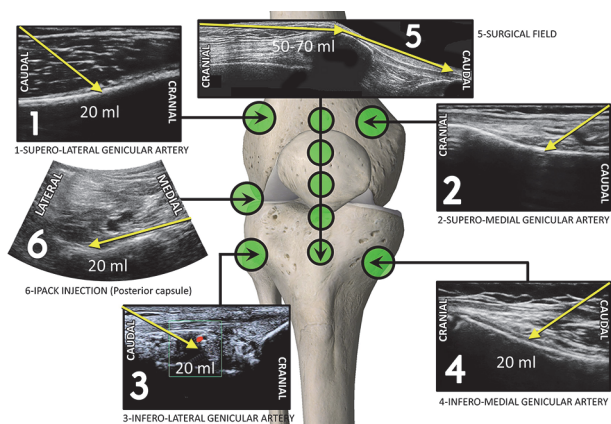 CAUDAL
CRANIAL
1
20 ml
1-SUPERO-LATERAL GENICULAR ARTERY
CRANIAL
50-70 ml
5
CAUDAL
5-SURGICAL FIELD
CRANIAL
CAUDAL
2
20 ml
2-SUPERO-MEDIAL GENICULAR ARTERY
LATERAL
MEDIAL
6
20 ml
6-IPACK INJECTION (Posterior capsule)
CAUDAL
CRANIAL
3
20 ml
3-INFERO-LATERAL GENICULAR ARTERY
CRANIAL
CAUDAL
20 ml
4
4-INFERO-MEDIAL GENICULAR ARTERY